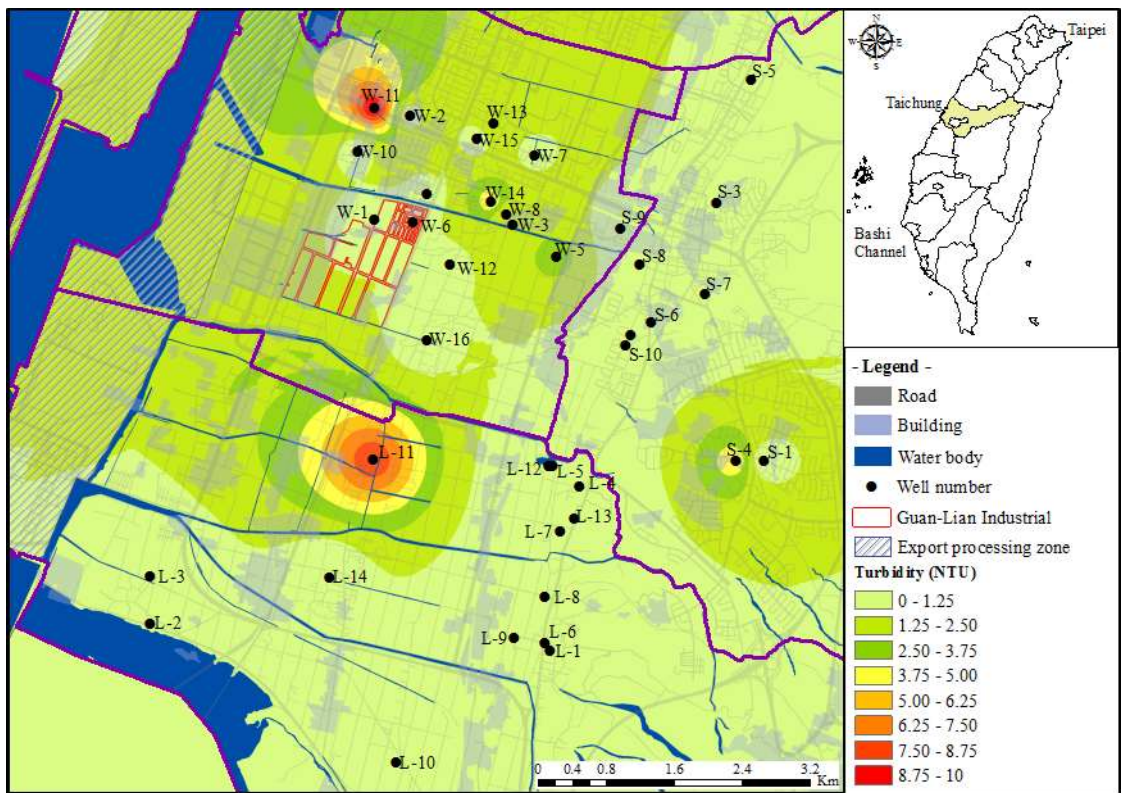 W-11
W-2
W-13
W-15
W-10
W-7
W-14
W-8
W-1
W-6
W-3
W-5
W-12
W-16
S-5
S-3
S-9
S-8
S-7
S-6
S-10
S-4
S-1
L-11
L-12
L-5
L-4
L-13
L-7
L-3
L-14
L-2
L-8
L-9
L-6
L-1
L-10
0 0.4 0.8 1.6 2.4 3.2
Km
N
W E
S
Taipei
Taichung
Bashi
Channel
- Legend -
Road
Building
Water body
Well number
Guan-Lian Industrial
Export processing zone
Turbidity (NTU)
0 - 1.25
1.25 - 2.50
2.50 - 3.75
3.75 - 5.00
5.00 - 6.25
6.25 - 7.50
7.50 - 8.75
8.75 - 10